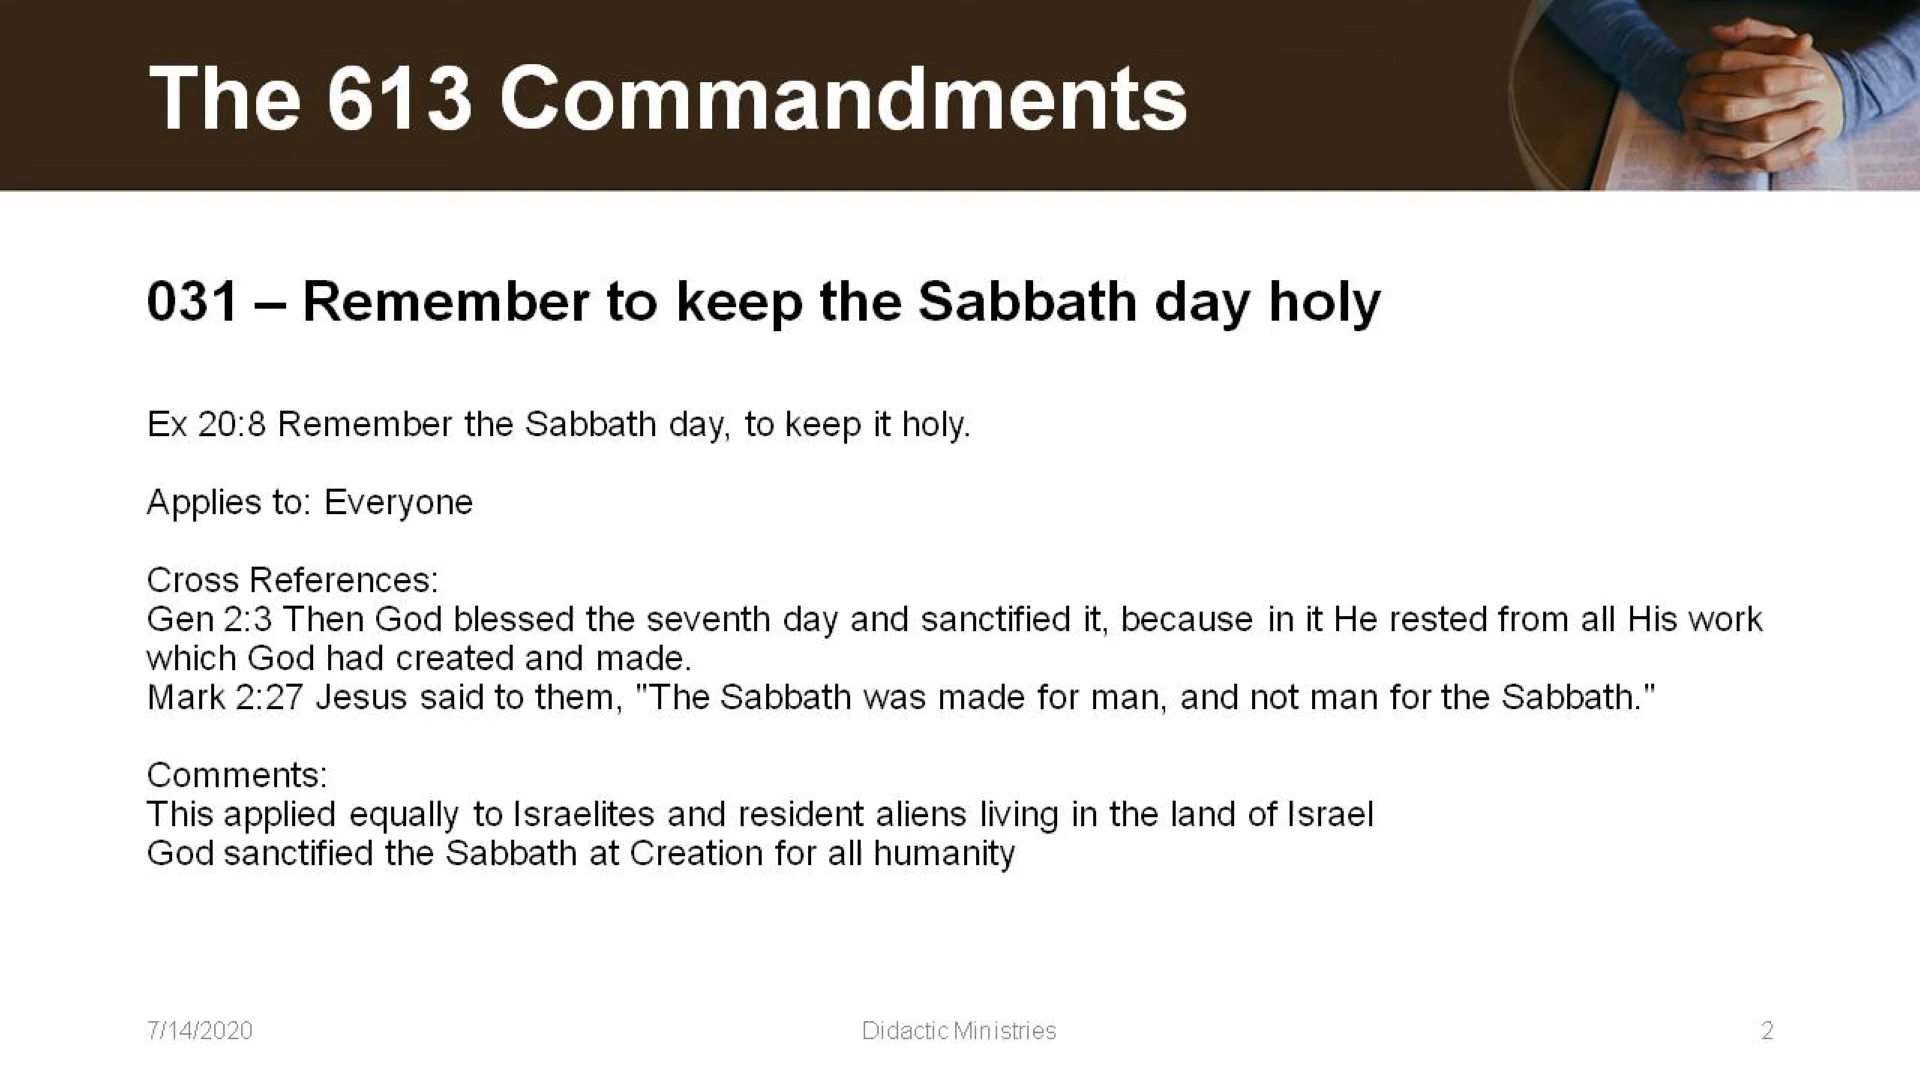 The 613 Commandments
031 – Remember to keep the Sabbath day holy
Ex 20:8 Remember the Sabbath day, to keep it holy.
Applies to: Everyone
Cross References:
Gen 2:3 Then God blessed the seventh day and sanctified it, because in it He rested from all His work
which God had created and made.
Mark 2:27 Jesus said to them, "The Sabbath was made for man, and not man for the Sabbath."
Comments:
This applied equally to Israelites and resident aliens living in the land of Israel
God sanctified the Sabbath at Creation for all humanity
7/14/2020
Didactic Ministries
2